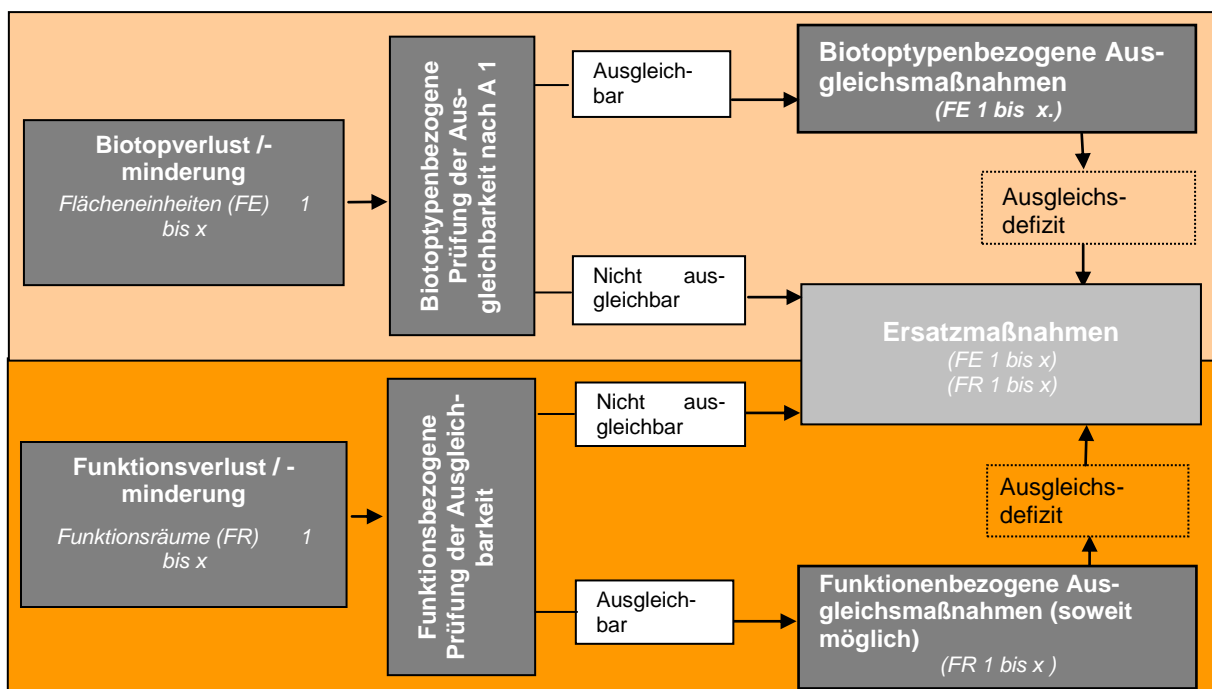 Biotopverlust /-
minderung
Flächeneinheiten (FE) 1
bis x
Biotoptypenbezogene
Prüfung der Aus-
gleichbarkeit nach A 1
Ausgleich-
bar
Biotoptypenbezogene Aus-
gleichsmaßnahmen
(FE 1 bis x.)
Ausgleichs-
defizit
Nicht aus-
gleichbar
Ersatzmaßnahmen
(FE 1 bis x)
(FR 1 bis x)
Funktionsverlust / -
minderung
Funktionsräume (FR) 1
bis x
Funktionsbezogene
Prüfung der Ausgleich-
barkeit
Nicht aus-
gleichbar
Ausgleichs-
defizit
Ausgleich-
bar
Funktionenbezogene Aus-
gleichsmaßnahmen (soweit
möglich)
(FR 1 bis x )